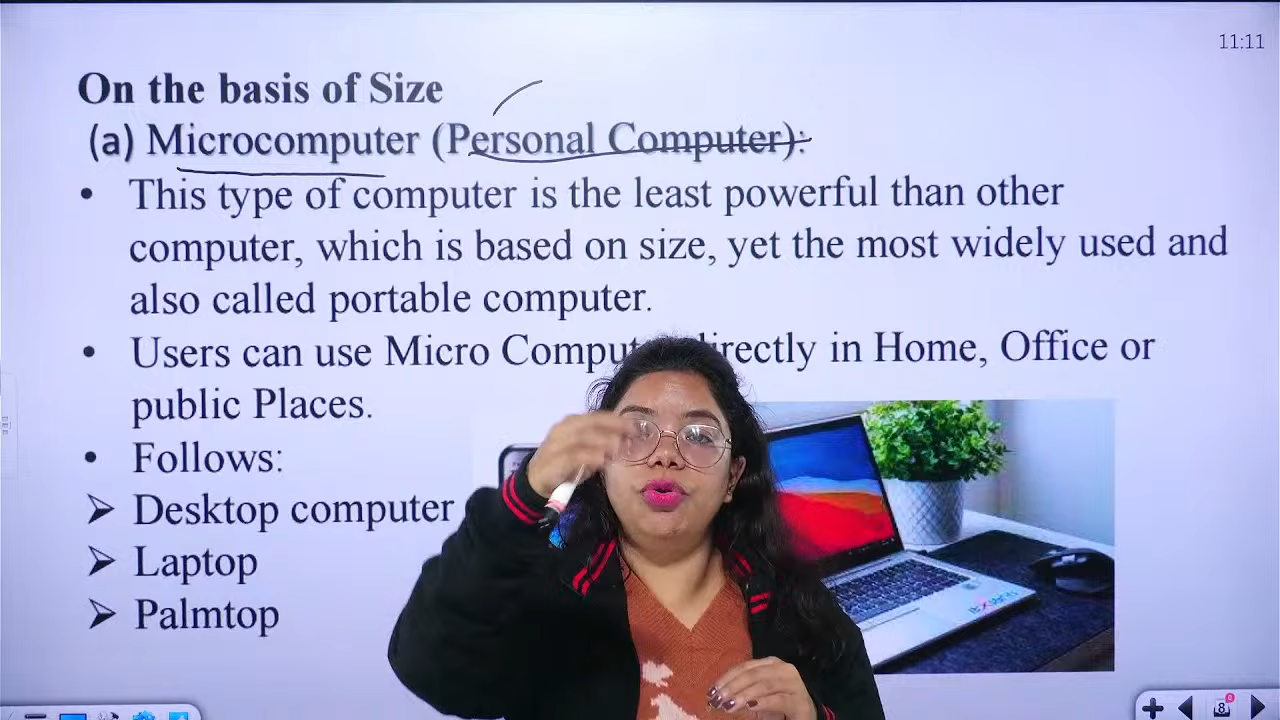 11:11
On the basis of Size
(a) Microcomputer (Personal Computer):
• This type of computer is the least powerful than other
computer, which is based on size, yet the most widely used and
also called portable computer.
• Users can use Micro directly in Home, Office or
public Places.
• Follows:
➢ Desktop computer
➢ Laptop
➢ Palmtop
8